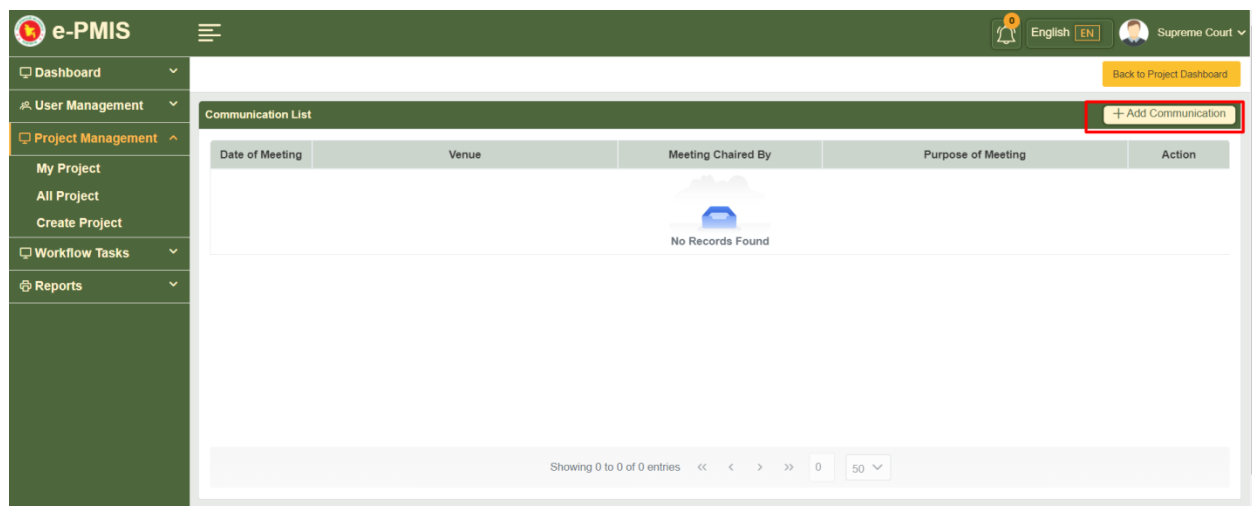 e-PMIS
0
English EN
Supreme Court
Dashboard
Back to Project Dashboard
User Management
Communication List
+ Add Communication
Project Management
Date of Meeting Venue Meeting Chaired By Purpose of Meeting Action
My Project
All Project
Create Project
No Records Found
Workflow Tasks
Reports
Showing 0 to 0 of 0 entries << < > >> 0 50